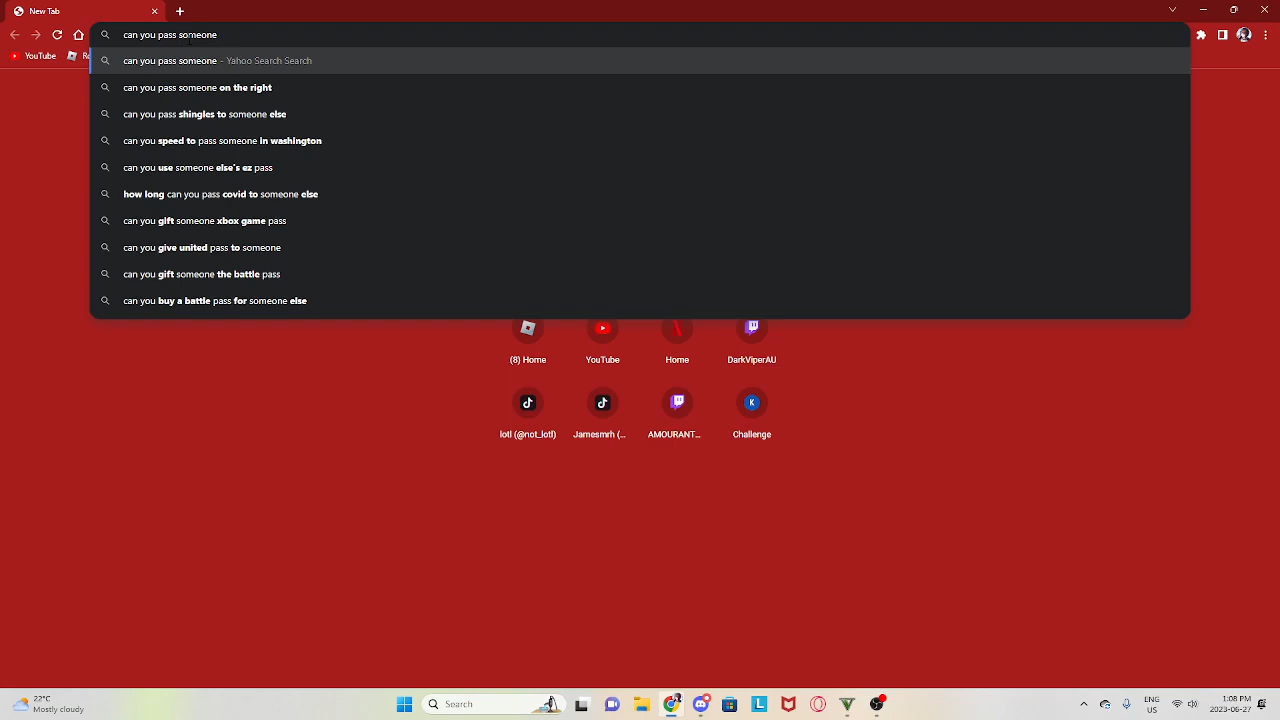 New Tab
can you pass someone
YouTube
can you pass someone - Yahoo Search Search
can you pass someone on the right
can you pass shingles to someone else
can you speed to pass someone in washington
can you use someone else's ez pass
how long can you pass covid to someone else
can you gift someone xbox game pass
can you give united pass to someone
can you gift someone the battle pass
can you buy a battle pass for someone else
(8) Home
YouTube
Home
DarkViperAU
K
lotl (@not_lotl)
Jamesmrh (...
AMOURANT...
Challenge
22°C
Mostly cloudy
Search
ENG
US
1:08 PM
2023-06-27